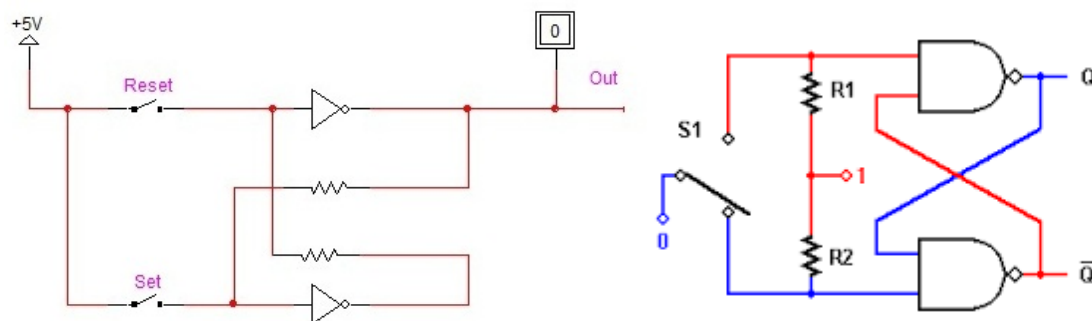 +5V
0
Reset
Out
Set
S1
R1
1
0
R2
Q
Q̅